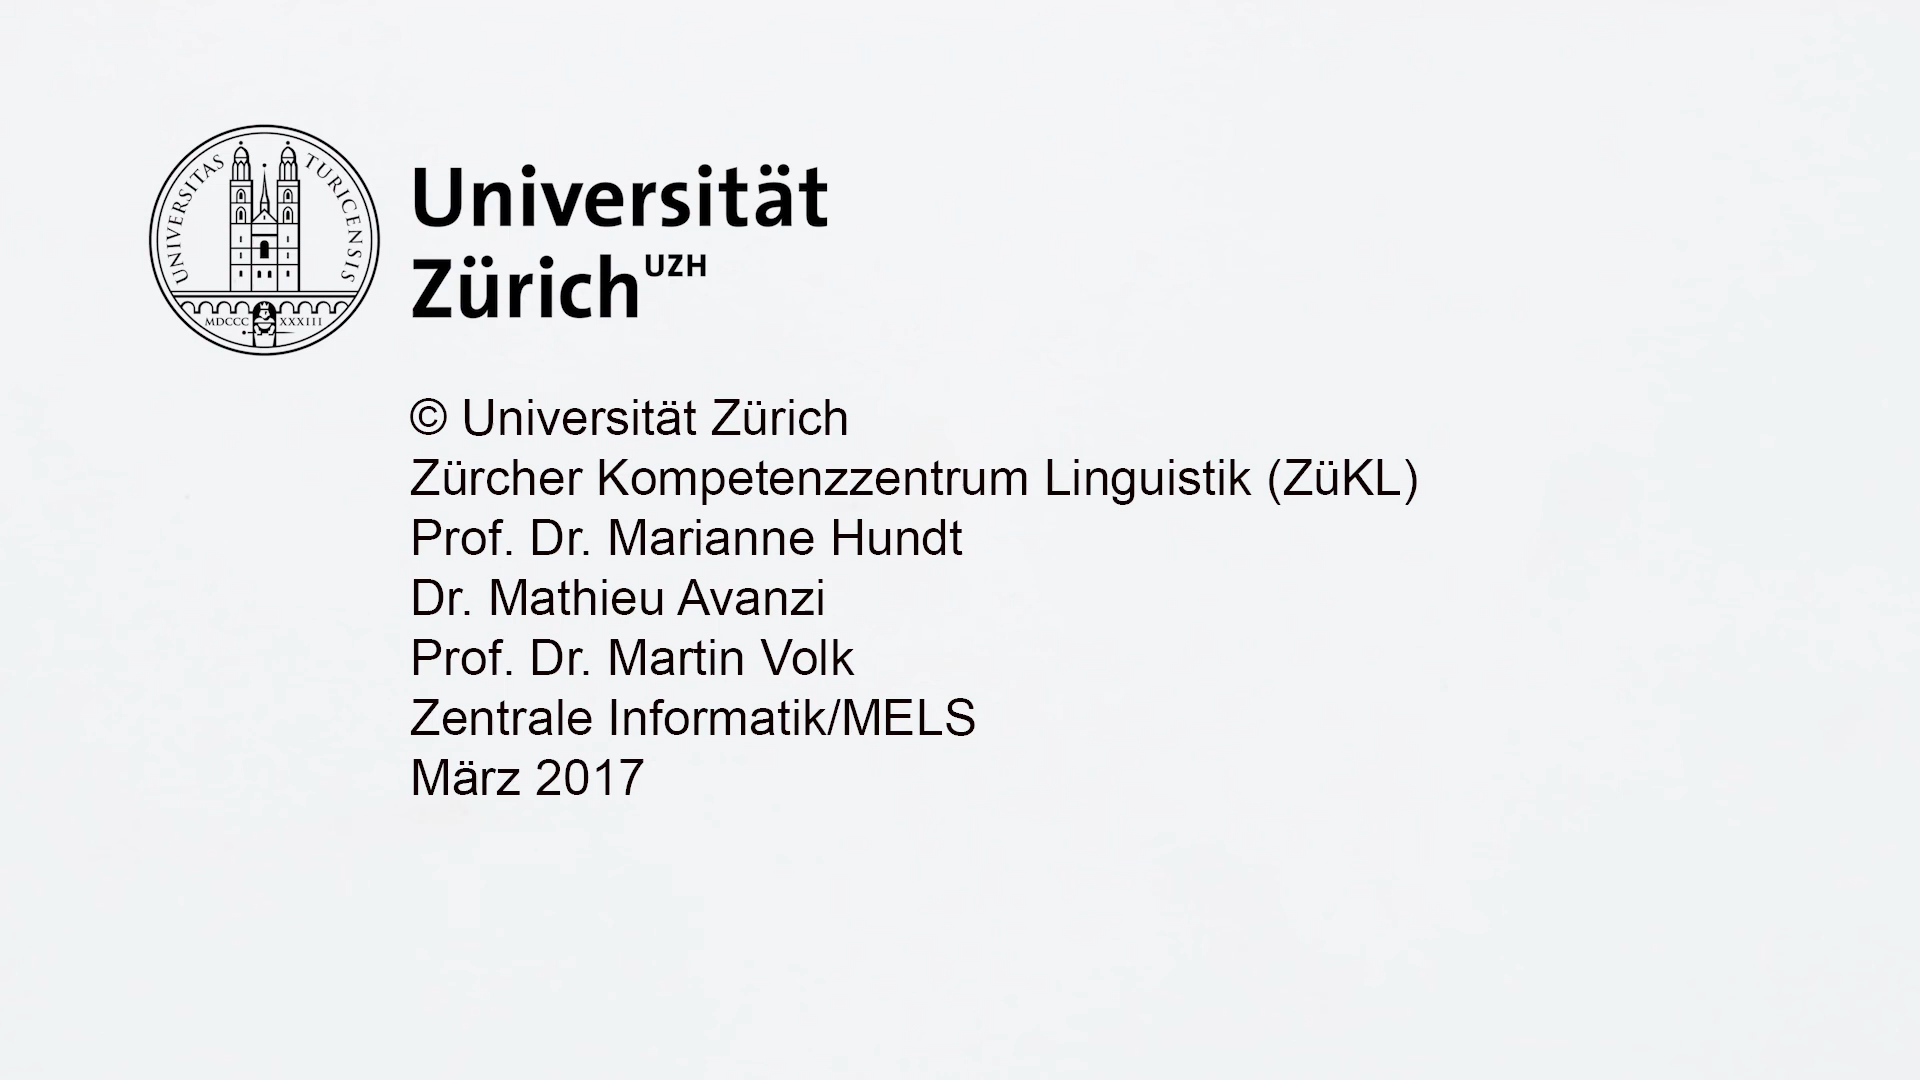 UNIVERSITAS TURICENSIS
MDCCC XXXIII
Universität
Zürich UZH
© Universität Zürich
Zürcher Kompetenzzentrum Linguistik (ZüKL)
Prof. Dr. Marianne Hundt
Dr. Mathieu Avanzi
Prof. Dr. Martin Volk
Zentrale Informatik/MELS
März 2017